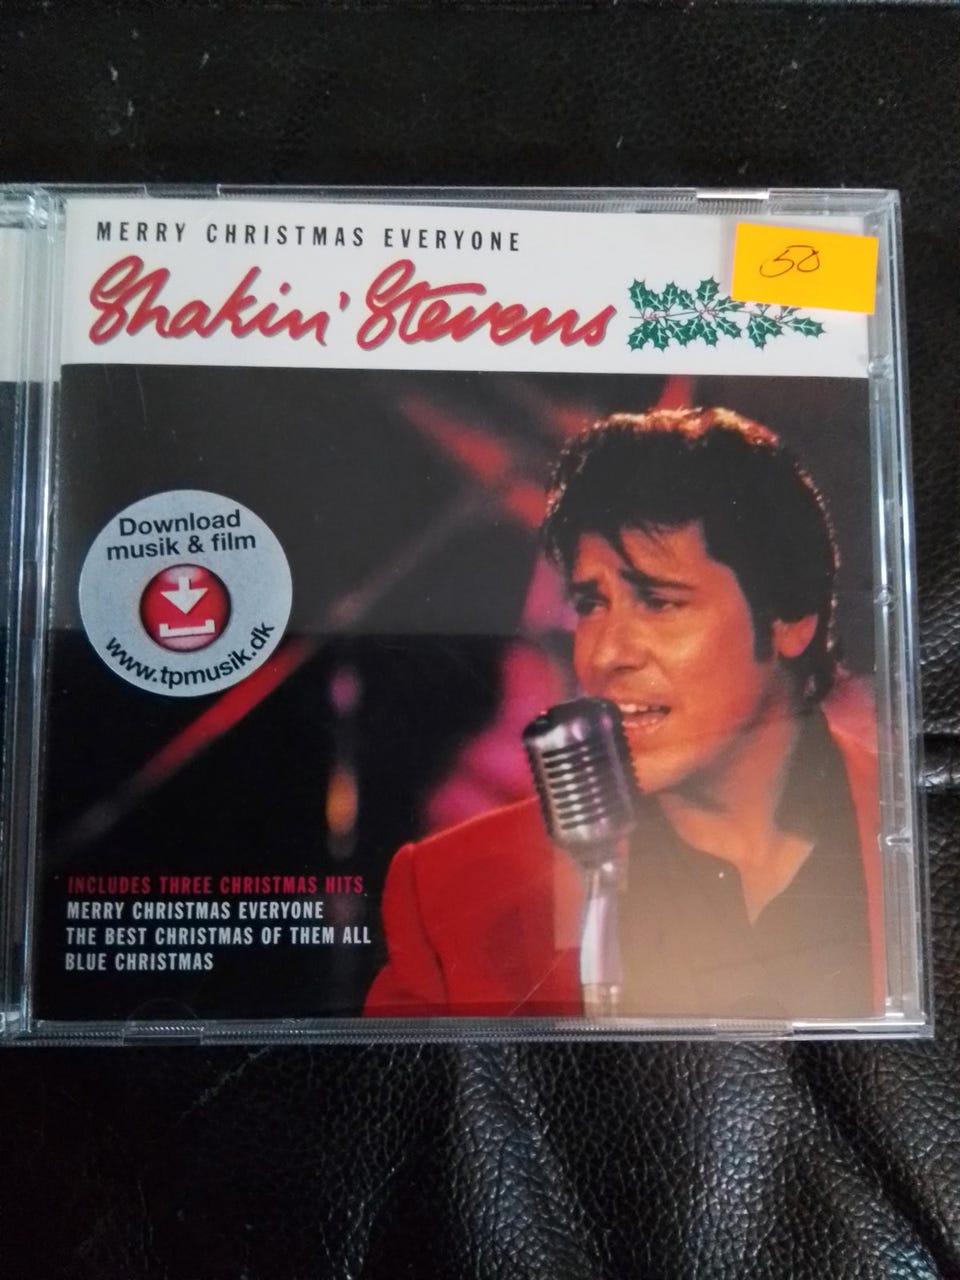 MERRY CHRISTMAS EVERYONE
Shakin' Stevens
50
Download
musik & film
www.tpmusik.dk
INCLUDES THREE CHRISTMAS HITS
MERRY CHRISTMAS EVERYONE
THE BEST CHRISTMAS OF THEM ALL
BLUE CHRISTMAS